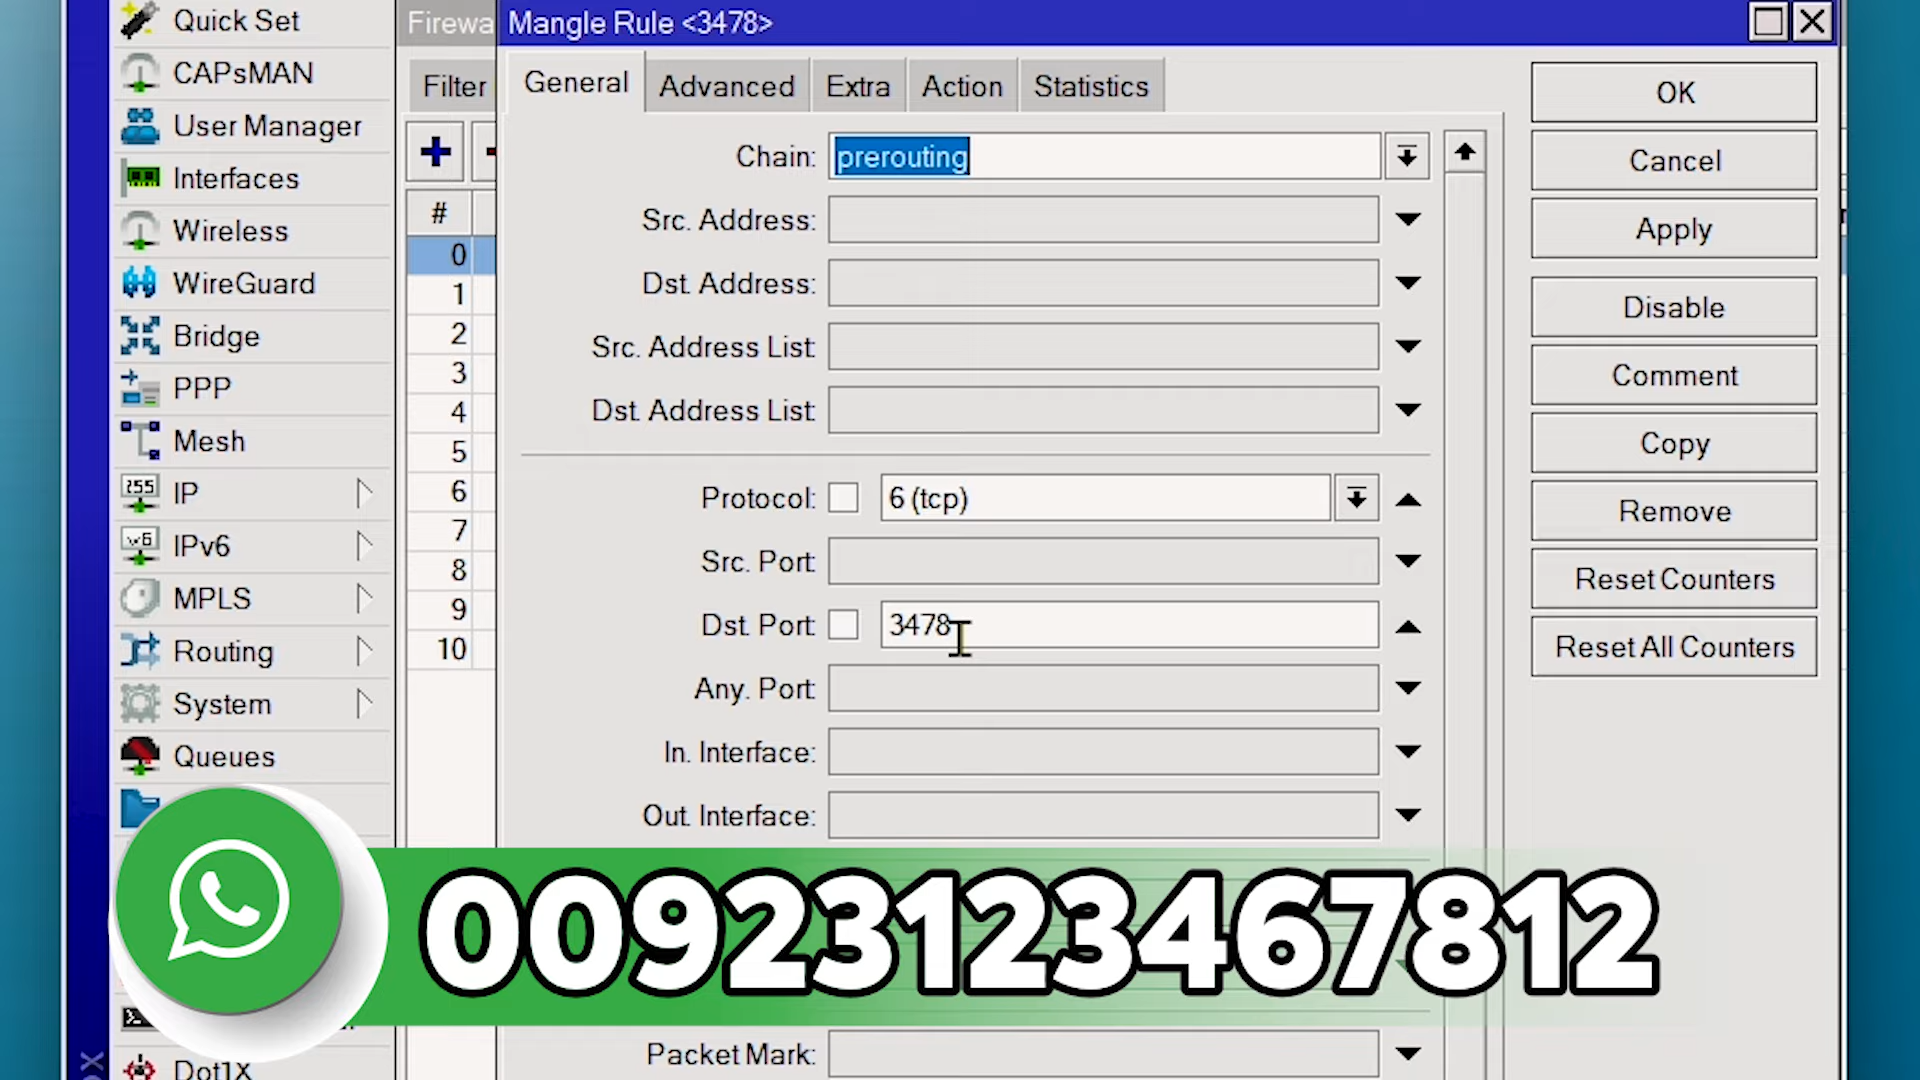 Quick Set
CAPsMAN
User Manager
Interfaces
Wireless
WireGuard
Bridge
PPP
Mesh
IP
IPv6
MPLS
Routing
System
Queues
Dot1X
Firewa
Filter
#
0
1
2
3
4
5
6
7
8
9
10
Mangle Rule <3478>
General Advanced Extra Action Statistics
Chain: prerouting
Src. Address:
Dst. Address:
Src. Address List
Dst. Address List
Protocol: 6 (tcp)
Src. Port
Dst. Port 3478
Any. Port
In. Interface:
Out. Interface:
Packet Mark:
OK
Cancel
Apply
Disable
Comment
Copy
Remove
Reset Counters
Reset All Counters
00923123467812